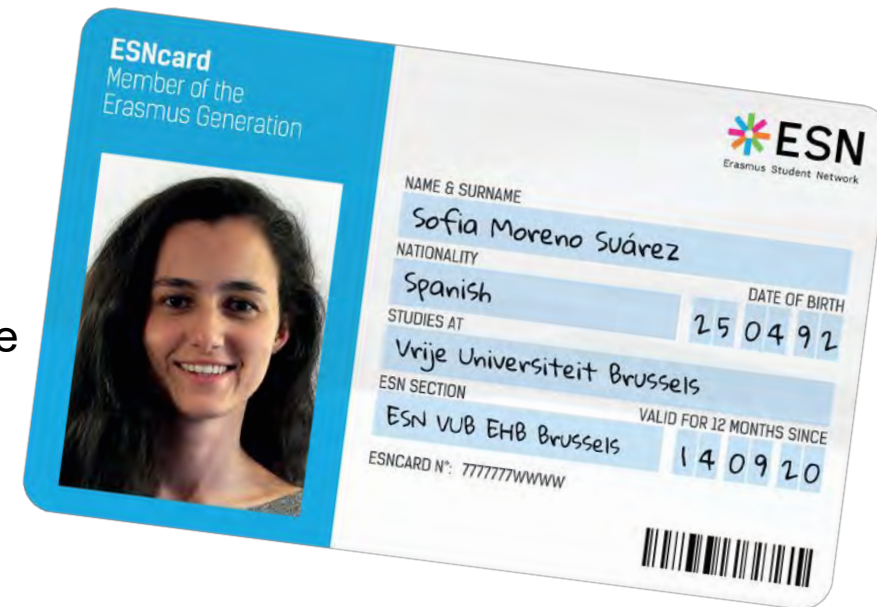 ESNcard
Member of the
Erasmus Generation
ESN
Erasmus Student Network
NAME & SURNAME
Sofia Moreno Suárez
NATIONALITY
Spanish
DATE OF BIRTH
250492
STUDIES AT
Vrije Universiteit Brussels
ESN SECTION
ESN VUB EHB Brussels
VALID FOR 12 MONTHS SINCE
140920
ESNCARD Nº: 7777777WWWW
e